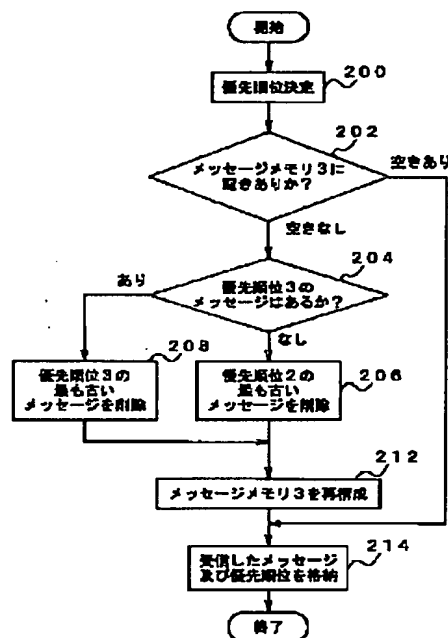 開始
200
優先順位決定
202
メッセージメモリ3に
空きありか？
空きあり
空きなし
204
優先順位3の
メッセージはあるか？
あり
なし
208
優先順位3の
最も古い
メッセージを削除
206
優先順位2の
最も古い
メッセージを削除
212
メッセージメモリ3を再構成
214
受信したメッセージ
及び優先順位を格納
終了